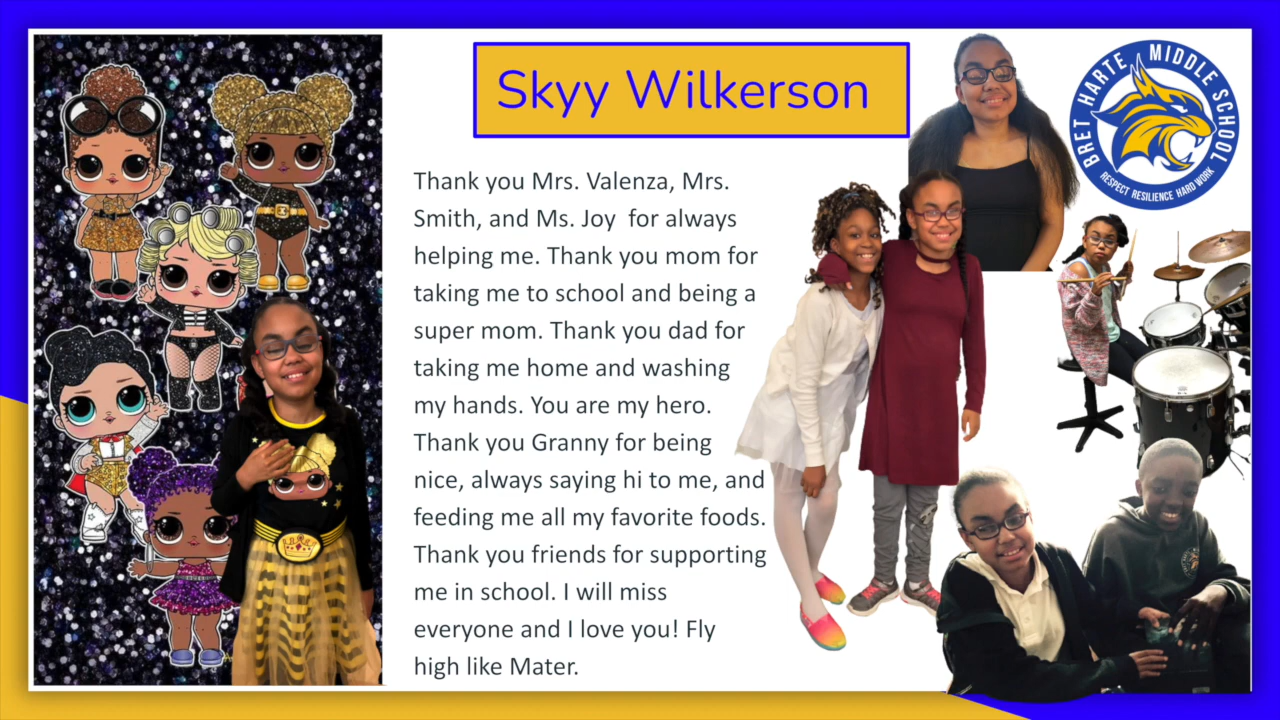 Skyy Wilkerson
BRET HARTE MIDDLE SCHOOL
RESPECT RESILIENCE HARD WORK
Thank you Mrs. Valenza, Mrs.
Smith, and Ms. Joy for always
helping me. Thank you mom for
taking me to school and being a
super mom. Thank you dad for
taking me home and washing
my hands. You are my hero.
Thank you Granny for being
nice, always saying hi to me, and
feeding me all my favorite foods.
Thank you friends for supporting
me in school. I will miss
everyone and I love you! Fly
high like Mater.